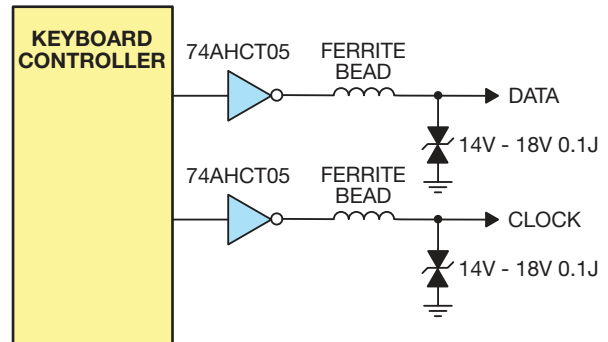 KEYBOARD
CONTROLLER
74AHCT05
FERRITE
BEAD
DATA
14V - 18V 0.1J
74AHCT05
FERRITE
BEAD
CLOCK
14V - 18V 0.1J